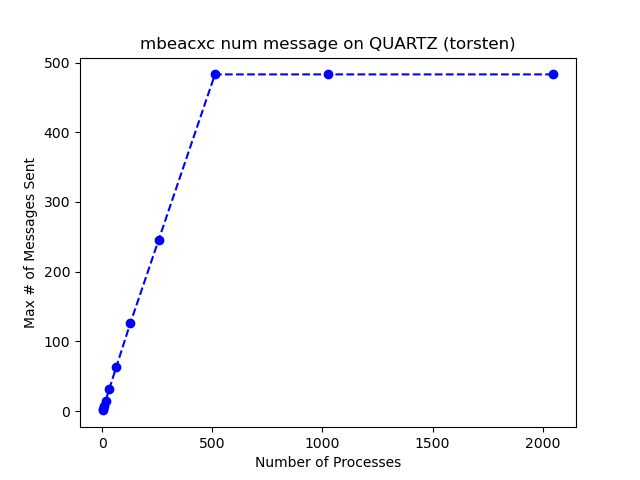 mbeacxc num message on QUARTZ (torsten)
500
400
300
200
100
0
Max # of Messages Sent
0 500 1000 1500 2000
Number of Processes